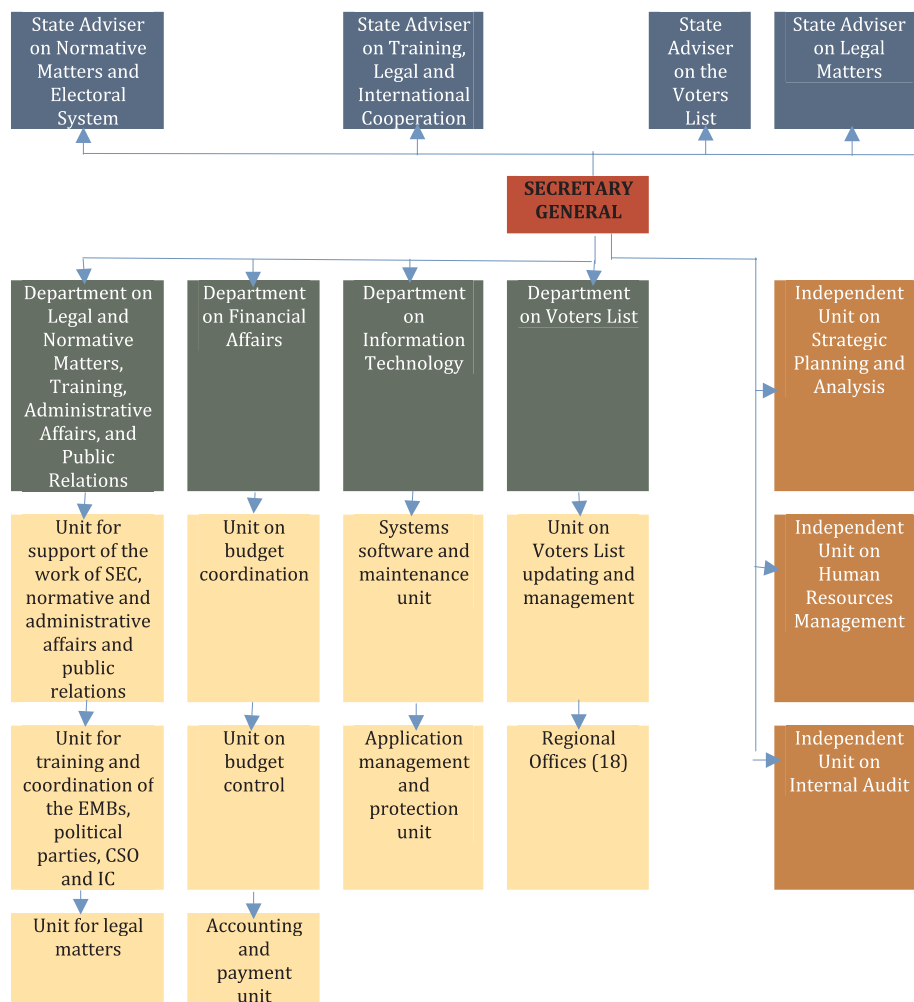 State Adviser
on Normative
Matters and
Electoral
System
State Adviser
on Training,
Legal and
International
Cooperation
State
Adviser
on the
Voters
List
State Adviser
on Legal
Matters
SECRETARY
GENERAL
Department on
Legal and
Normative
Matters,
Training,
Administrative
Affairs, and
Public
Relations
Department
on Financial
Affairs
Department
on
Information
Technology
Department
on Voters List
Independent
Unit on
Strategic
Planning and
Analysis
Unit for
support of the
work of SEC,
normative and
administrative
affairs and
public
relations
Unit on
budget
coordination
Systems
software and
maintenance
unit
Unit on
Voters List
updating and
management
Independent
Unit on
Human
Resources
Management
Unit for
training and
coordination of
the EMBs,
political
parties, CSO
and IC
Unit on
budget
control
Application
management
and
protection
unit
Regional
Offices (18)
Independent
Unit on
Internal Audit
Unit for legal
matters
Accounting
and
payment
unit